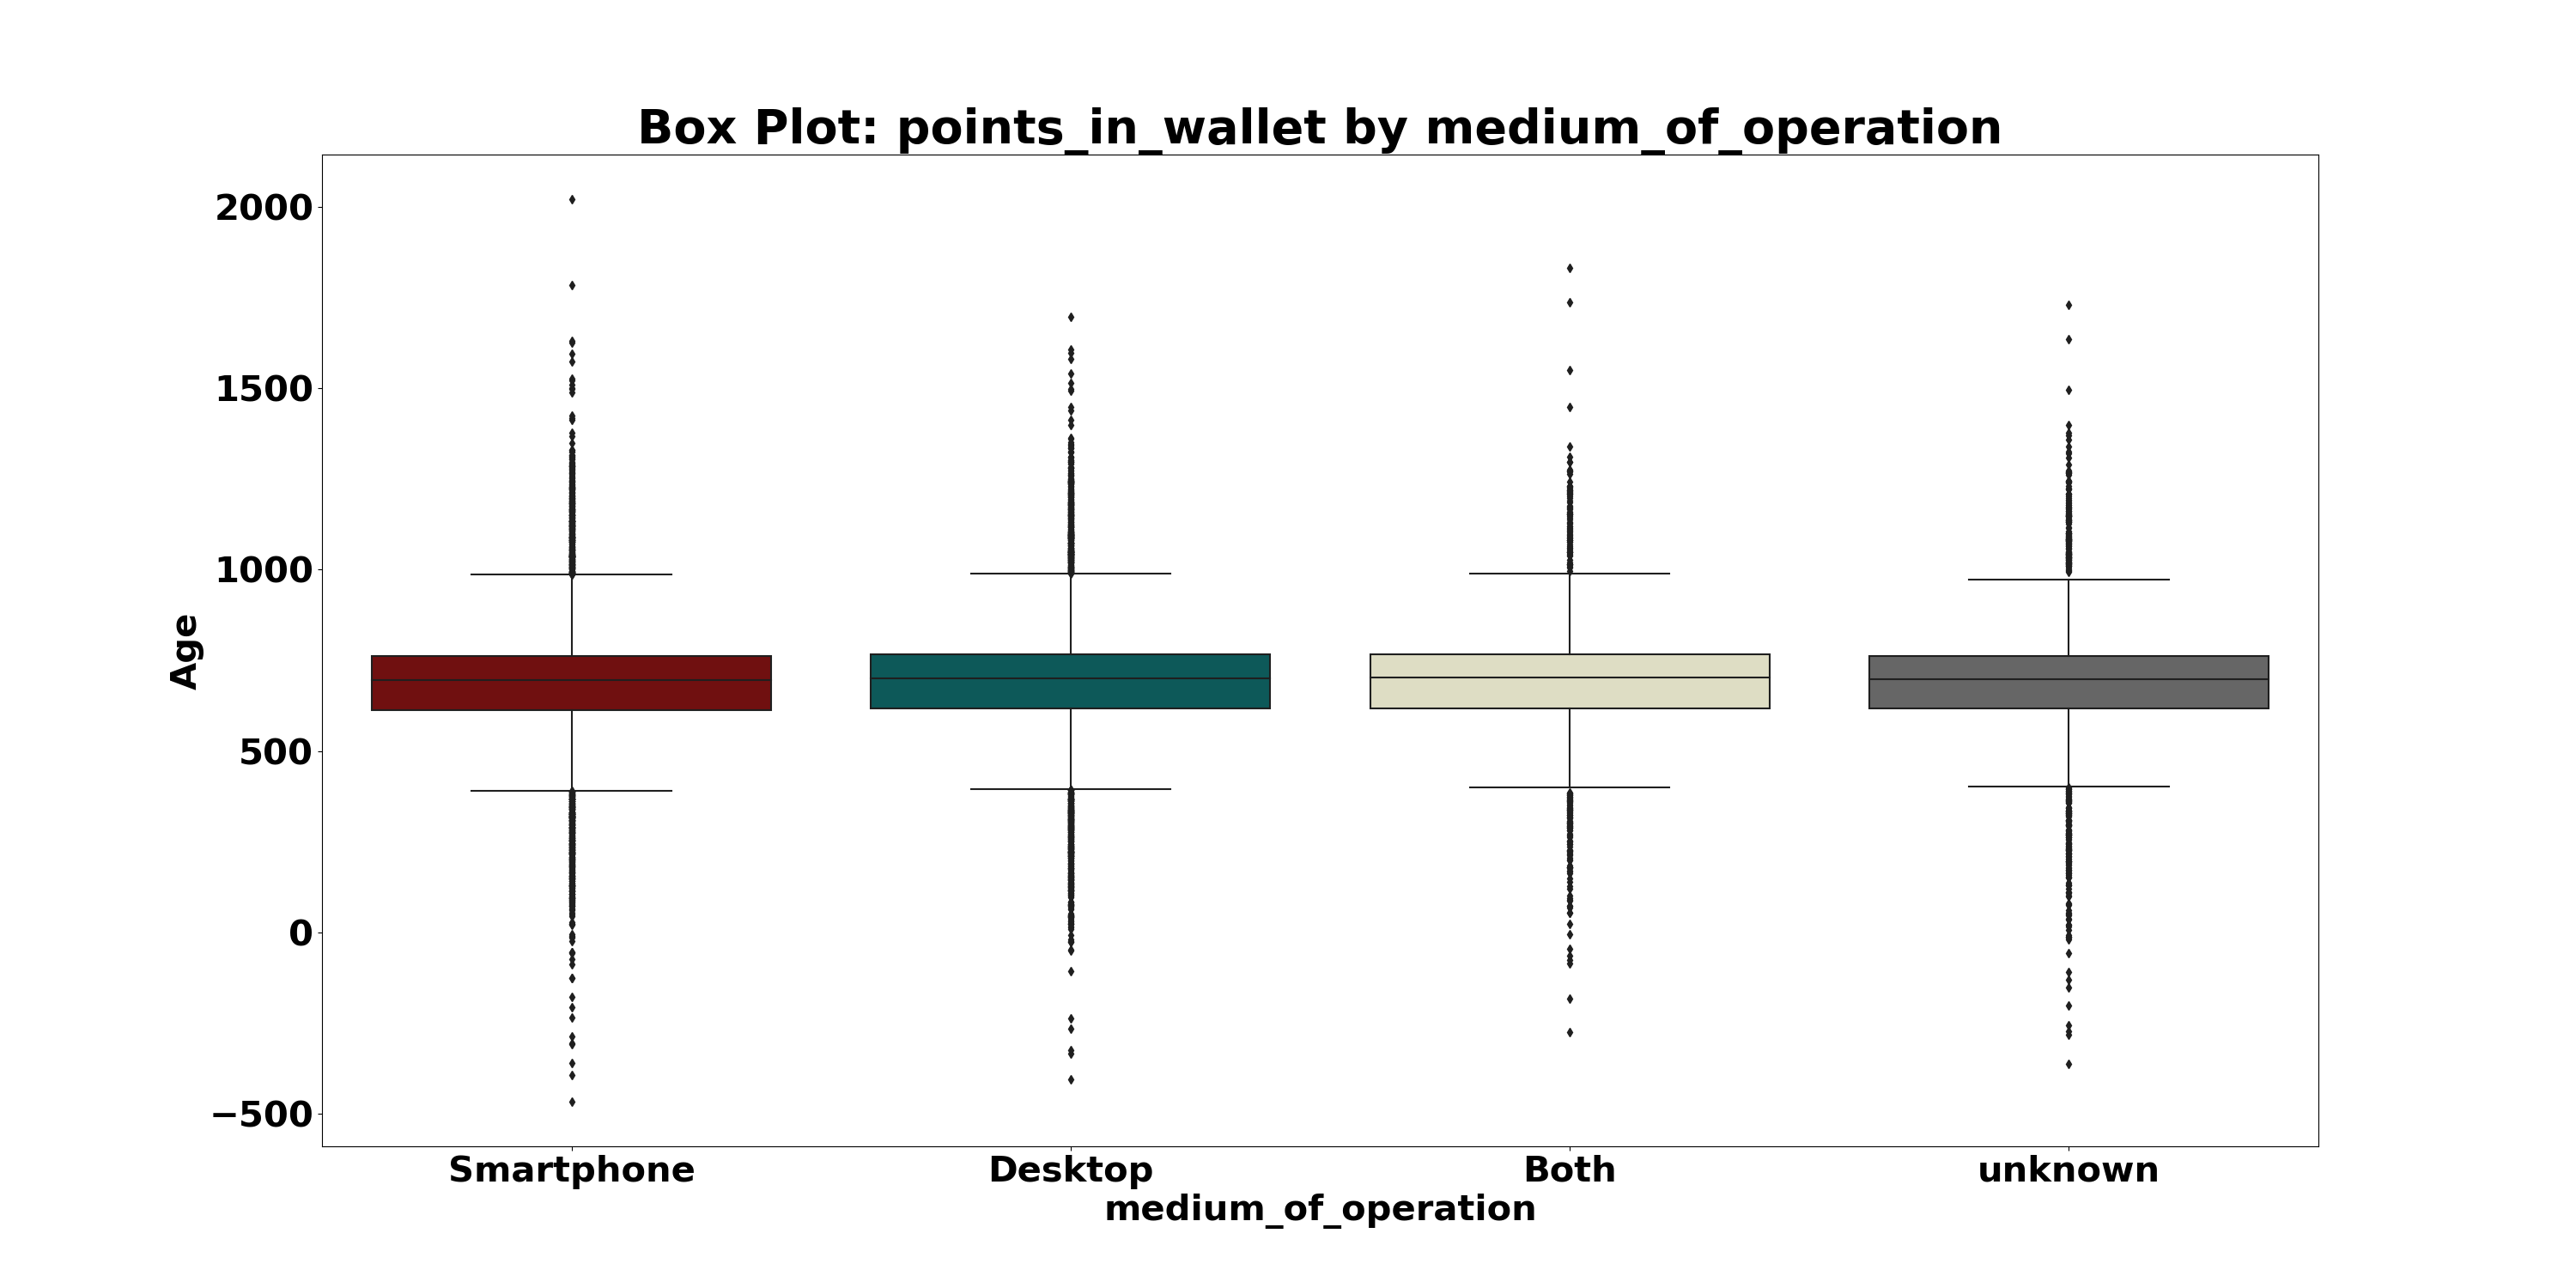 Box Plot: points_in_wallet by medium_of_operation
2000
1500
1000
500
0
−500
Age
Smartphone Desktop Both unknown
medium_of_operation